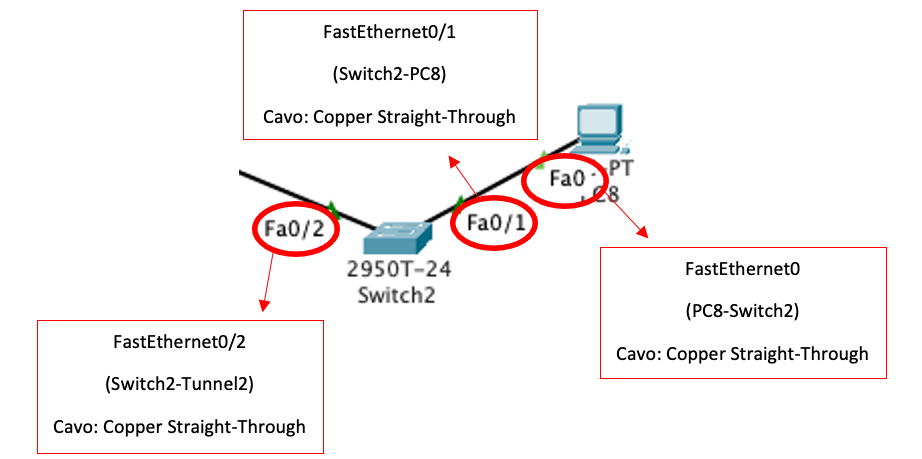 FastEthernet0/1
(Switch2-PC8)
Cavo: Copper Straight-Through
-PT
Fa0
C8
Fa0/2
Fa0/1
2950T-24
Switch2
FastEthernet0
(PC8-Switch2)
Cavo: Copper Straight-Through
FastEthernet0/2
(Switch2-Tunnel2)
Cavo: Copper Straight-Through